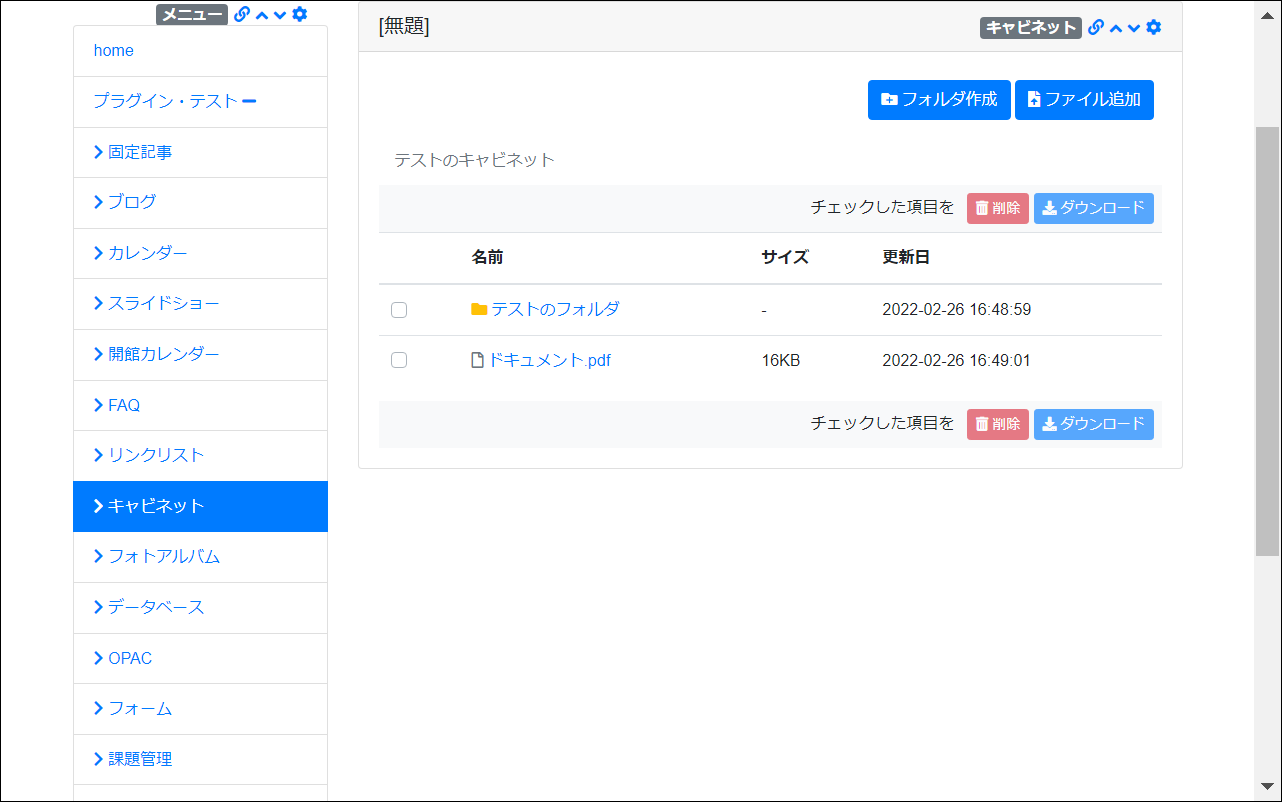 メニュー
home
プラグイン・テスト
固定記事
ブログ
カレンダー
スライドショー
開館カレンダー
FAQ
リンクリスト
キャビネット
フォトアルバム
データベース
OPAC
フォーム
課題管理
[無題] キャビネット
フォルダ作成 ファイル追加
テストのキャビネット
チェックした項目を 削除 ダウンロード
名前 サイズ 更新日
テストのフォルダ - 2022-02-26 16:48:59
ドキュメント.pdf 16KB 2022-02-26 16:49:01
チェックした項目を 削除 ダウンロード